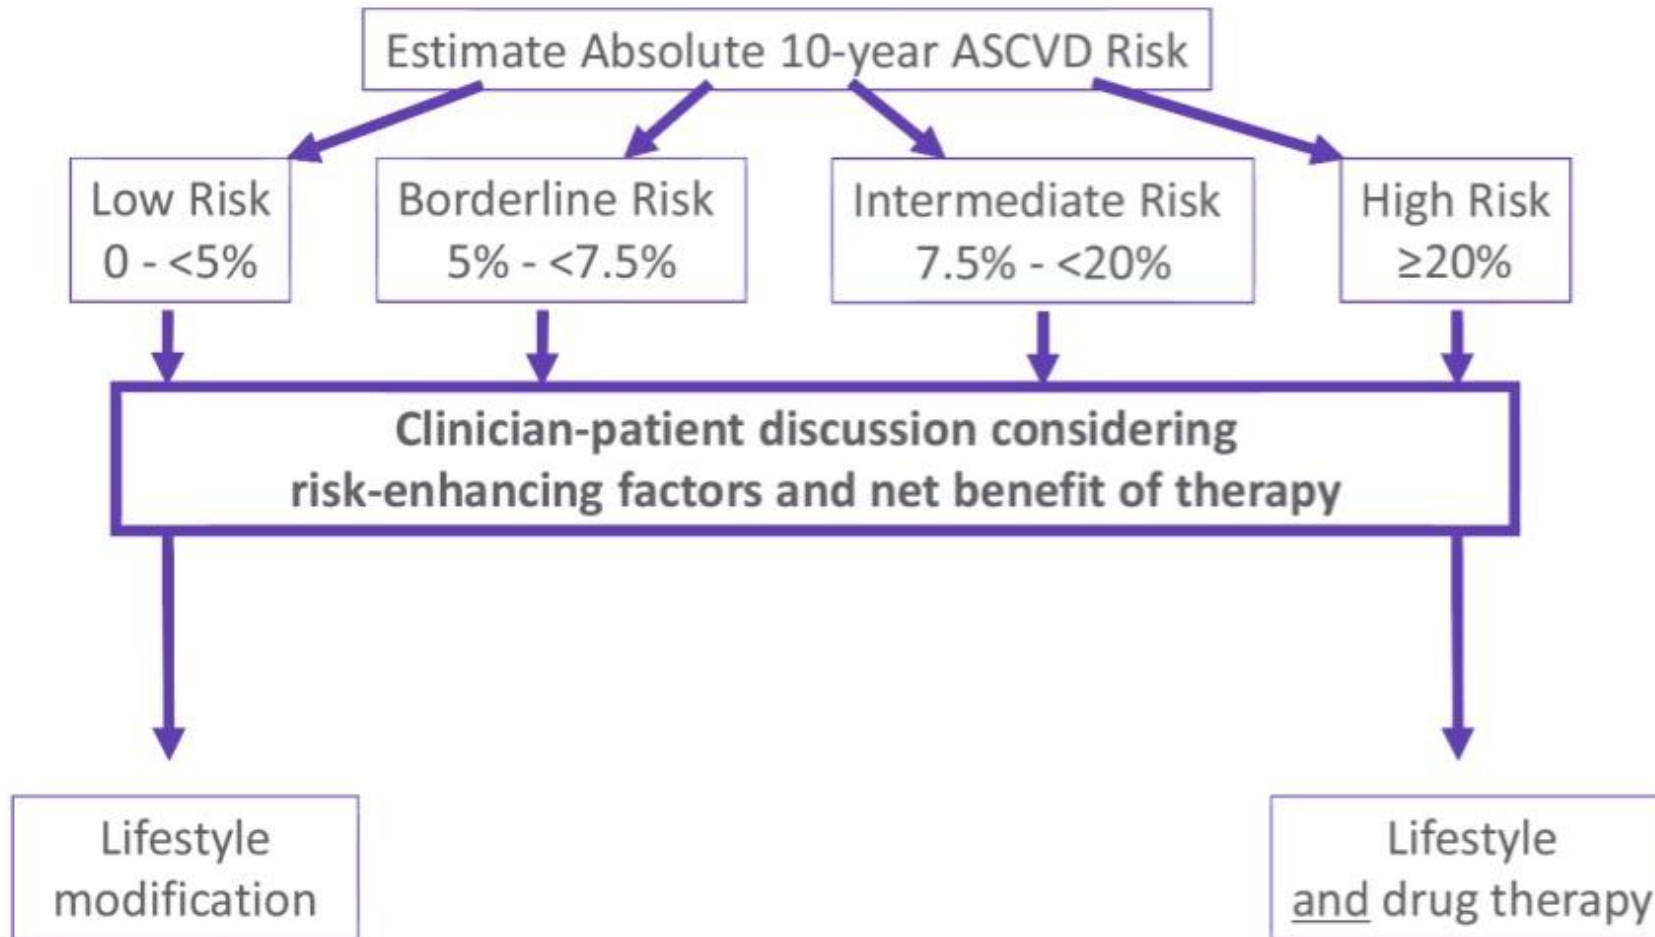 Estimate Absolute 10-year ASCVD Risk
Low Risk
0 - <5%
Borderline Risk
5% - <7.5%
Intermediate Risk
7.5% - <20%
High Risk
≥20%
Clinician-patient discussion considering
risk-enhancing factors and net benefit of therapy
Lifestyle
modification
Lifestyle
and drug therapy